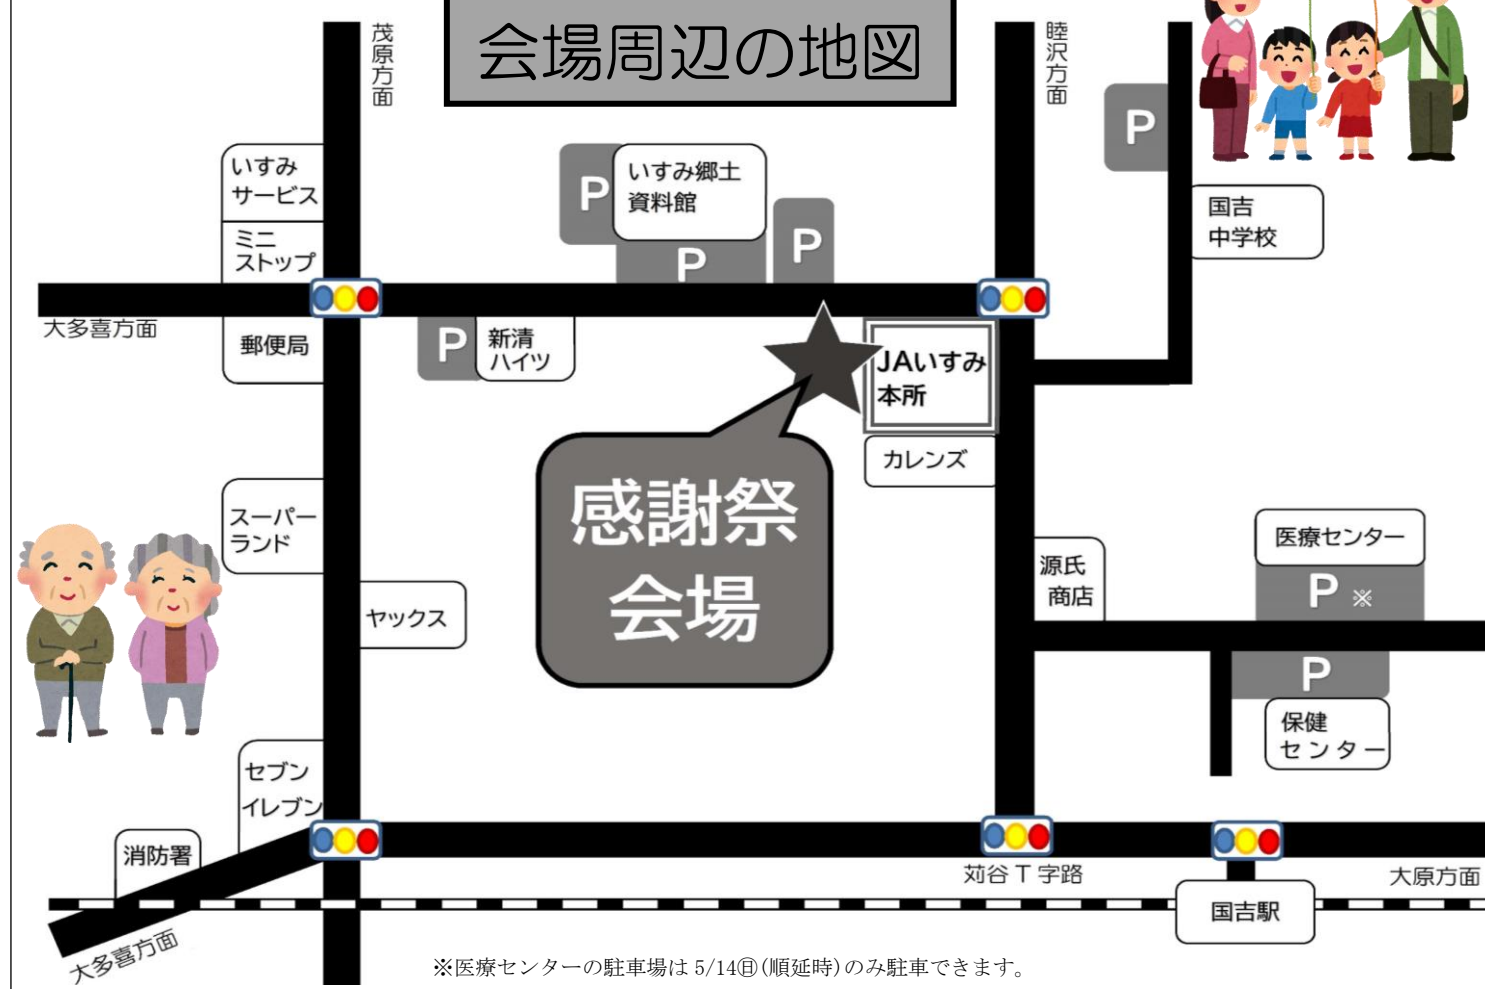 会場周辺の地図
茂原方面
睦沢方面
P
いすみ
サービス
P
いすみ郷土
資料館
P
P
国吉
中学校
ミニ
ストップ
大多喜方面
郵便局
P
新清
ハイツ
JAいすみ
本所
カレンズ
感謝祭
会場
スーパー
ランド
ヤックス
源氏
商店
医療センター
P ※
P
保健
センター
セブン
イレブン
消防署
苅谷T字路
大原方面
国吉駅
大多喜方面
※医療センターの駐車場は 5/14㊐(順延時)のみ駐車できます。